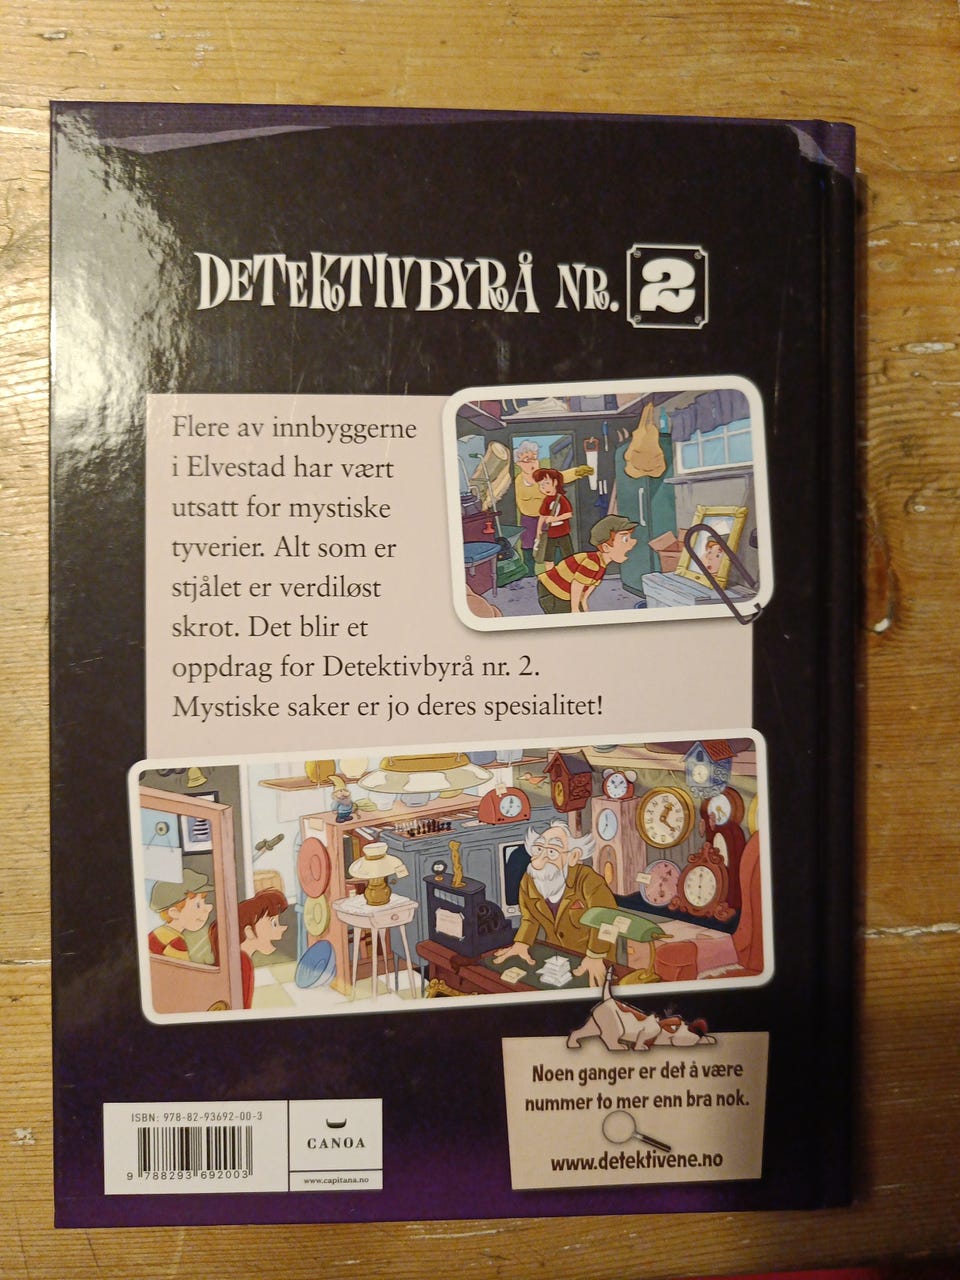 DETEKTIVBYRÅ NR. 2
Flere av innbyggerne
i Elvestad har vært
utsatt for mystiske
tyverier. Alt som er
stjålet er verdiløst
skrot. Det blir et
oppdrag for Detektivbyrå nr. 2.
Mystiske saker er jo deres spesialitet!
Noen ganger er det å være
nummer to mer enn bra nok.
www.detektivene.no
ISBN: 978-82-93692-00-3
9 788293 692003
CANOA
www.capitana.no